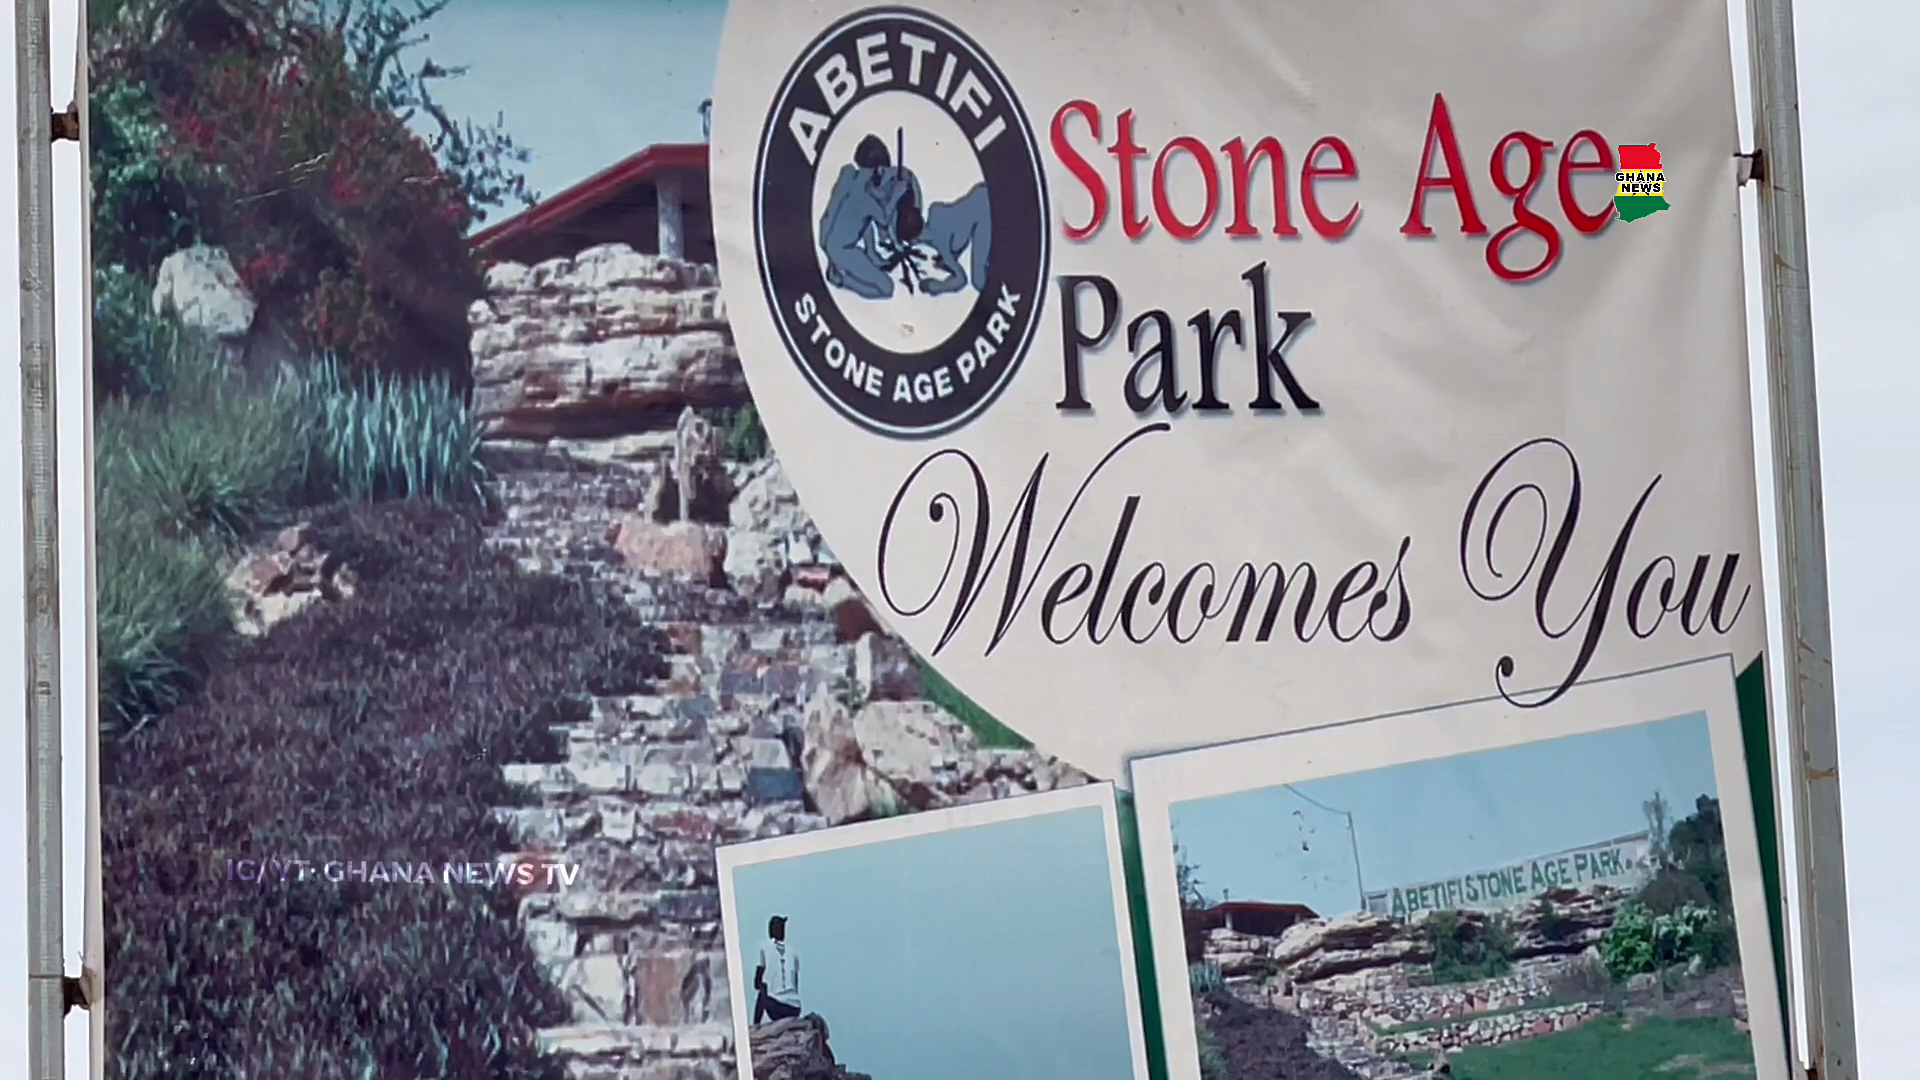 ABETIFI
STONE AGE PARK
Stone Age
Park
GHANA
NEWS
Welcomes You
IG/YT: GHANA NEWS TV
ABETIFI STONE AGE PARK